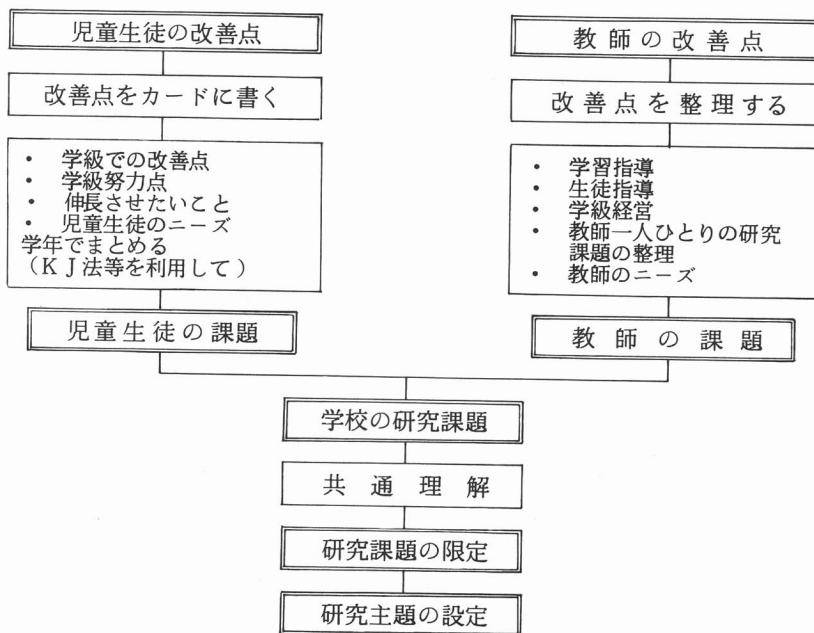 児童生徒の改善点
改善点をカードに書く
・ 学級での改善点
・ 学級努力点
・ 伸長させたいこと
・ 児童生徒のニーズ
学年でまとめる
（KJ法等を利用して）
児童生徒の課題
教師の改善点
改善点を整理する
・ 学習指導
・ 生徒指導
・ 学級経営
・ 教師一人ひとりの研究
課題の整理
・ 教師のニーズ
教師の課題
学校の研究課題
共通理解
研究課題の限定
研究主題の設定